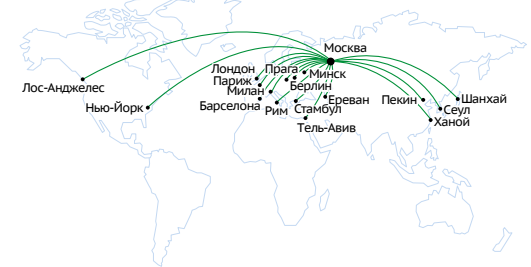 Москва
Лондон
Прага
Минск
Париж
Берлин
Лос-Анджелес
Милан
Нью-Йорк
Барселона
Рим
Стамбул
Ереван
Пекин
Шанхай
Сеул
Ханой
Тель-Авив